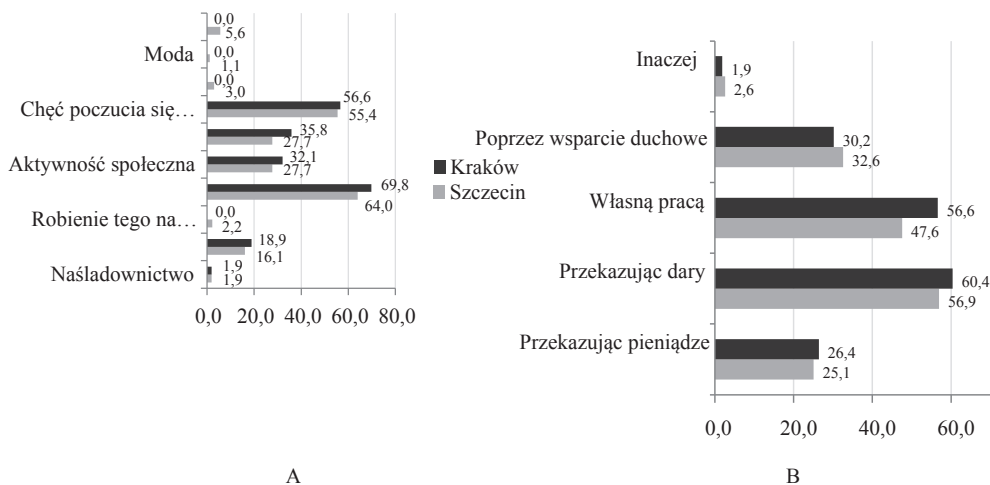 0,0
5,6
Moda
0,0
1,1
0,0
3,0
Chęć poczucia się…
56,6
55,4
35,8
27,7
Aktywność społeczna
32,1
27,7
69,8
64,0
Robienie tego na…
0,0
2,2
18,9
16,1
Naśladownictwo
1,9
1,9
0,0 20,0 40,0 60,0 80,0
A
Kraków
Szczecin
Inaczej
1,9
2,6
Poprzez wsparcie duchowe
30,2
32,6
Własną pracą
56,6
47,6
Przekazując dary
60,4
56,9
Przekazując pieniądze
26,4
25,1
0,0 20,0 40,0 60,0
B